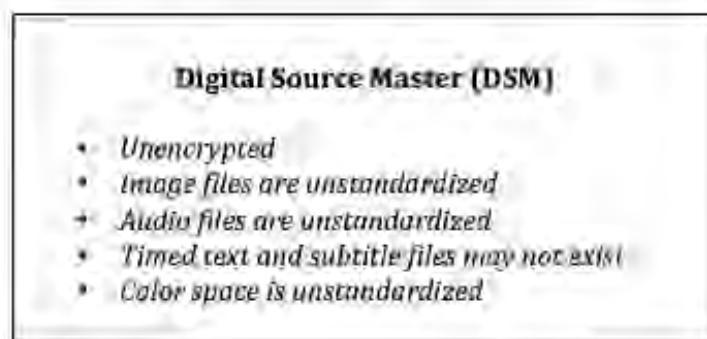 Digital Source Master (DSM)
• Unencrypted
• Image files are unstandardized
• Audio files are unstandardized
• Timed text and subtitle files may not exist
• Color space is unstandardized